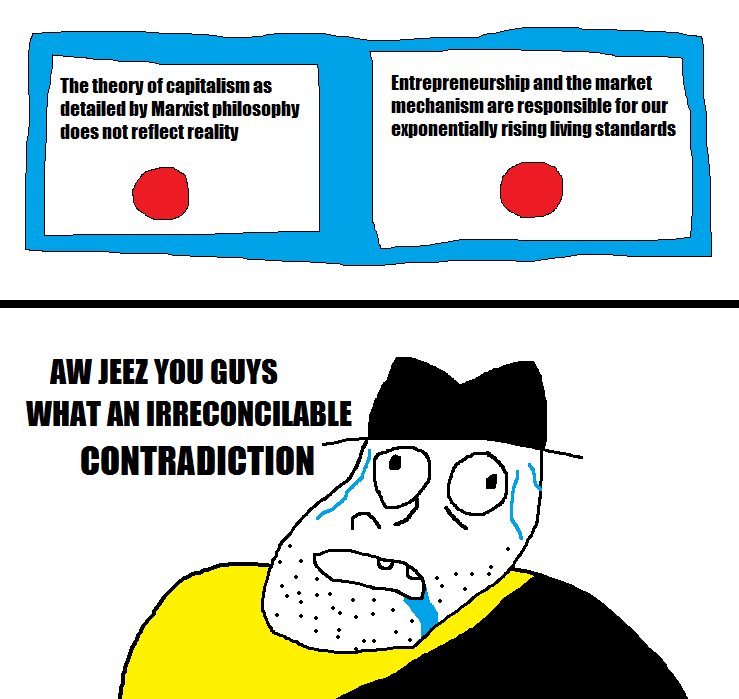 The theory of capitalism as
detailed by Marxist philosophy
does not reflect reality
Entrepreneurship and the market
mechanism are responsible for our
exponentially rising living standards
AW JEEZ YOU GUYS
WHAT AN IRRECONCILABLE
CONTRADICTION